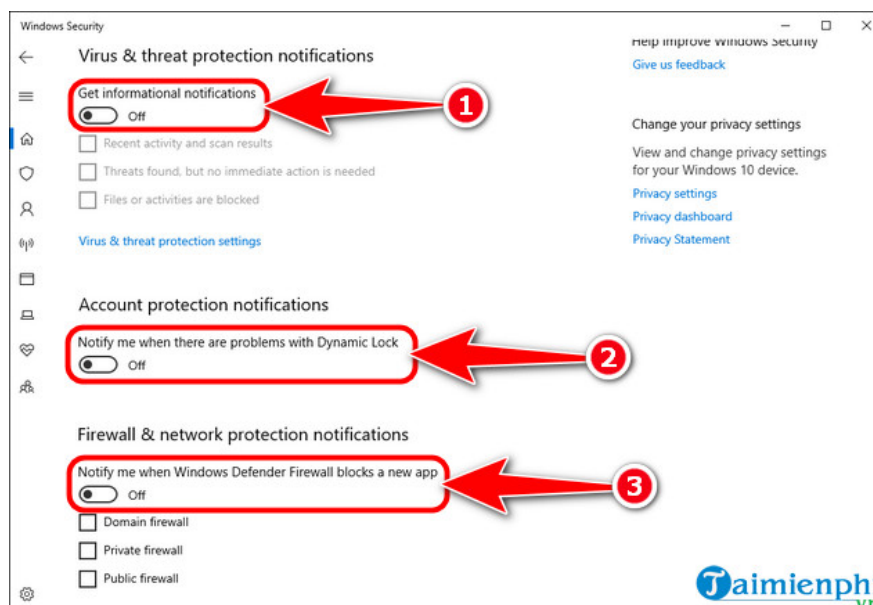 Windows Security
Virus & threat protection notifications
Get informational notifications
Off
Recent activity and scan results
Threats found, but no immediate action is needed
Files or activities are blocked
Virus & threat protection settings
Account protection notifications
Notify me when there are problems with Dynamic Lock
Off
Firewall & network protection notifications
Notify me when Windows Defender Firewall blocks a new app
Off
Domain firewall
Private firewall
Public firewall
1
2
3
Help improve Windows Security
Give us feedback
Change your privacy settings
View and change privacy settings
for your Windows 10 device.
Privacy settings
Privacy dashboard
Privacy Statement
Taimienph
.vn